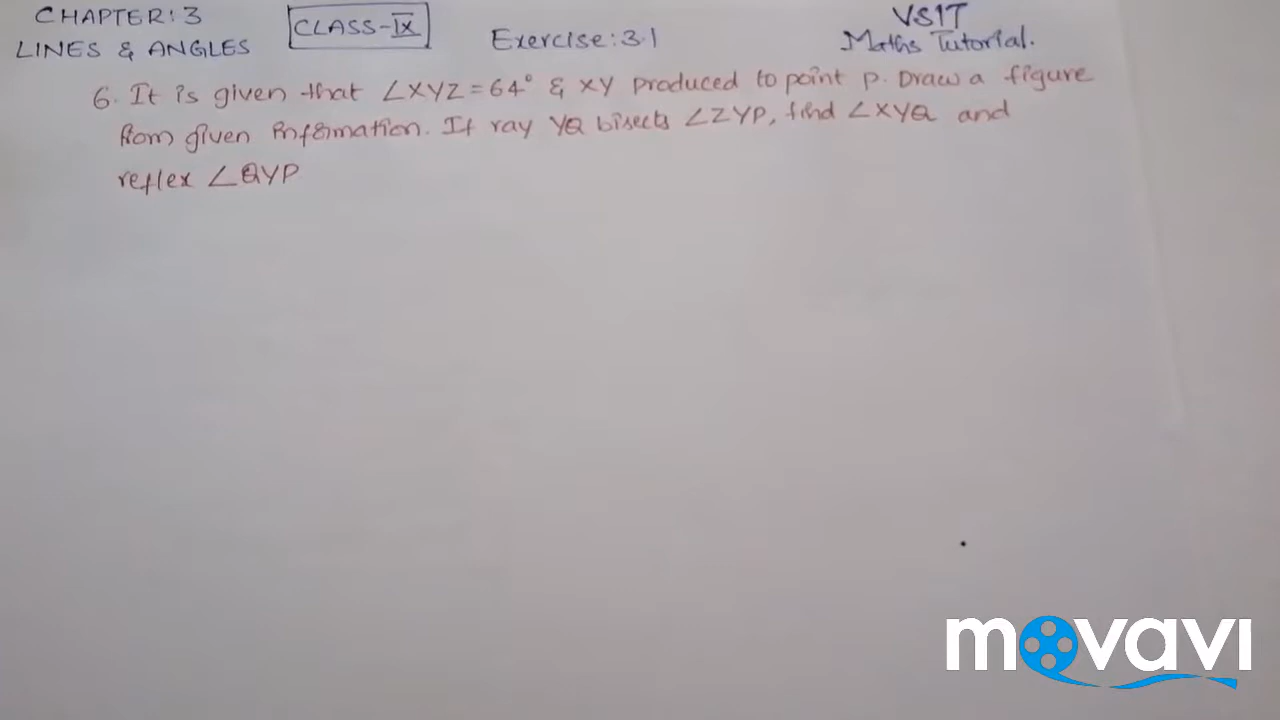 CHAPTER: 3
LINES & ANGLES
CLASS-IX
Exercise: 3.1
VSIT
Maths Tutorial.
6. It is given that ∠XYZ = 64° & XY produced to point P. Draw a figure
from given information. If ray YQ bisects ∠ZYP, find ∠XYQ and
reflex ∠QYP
movavi